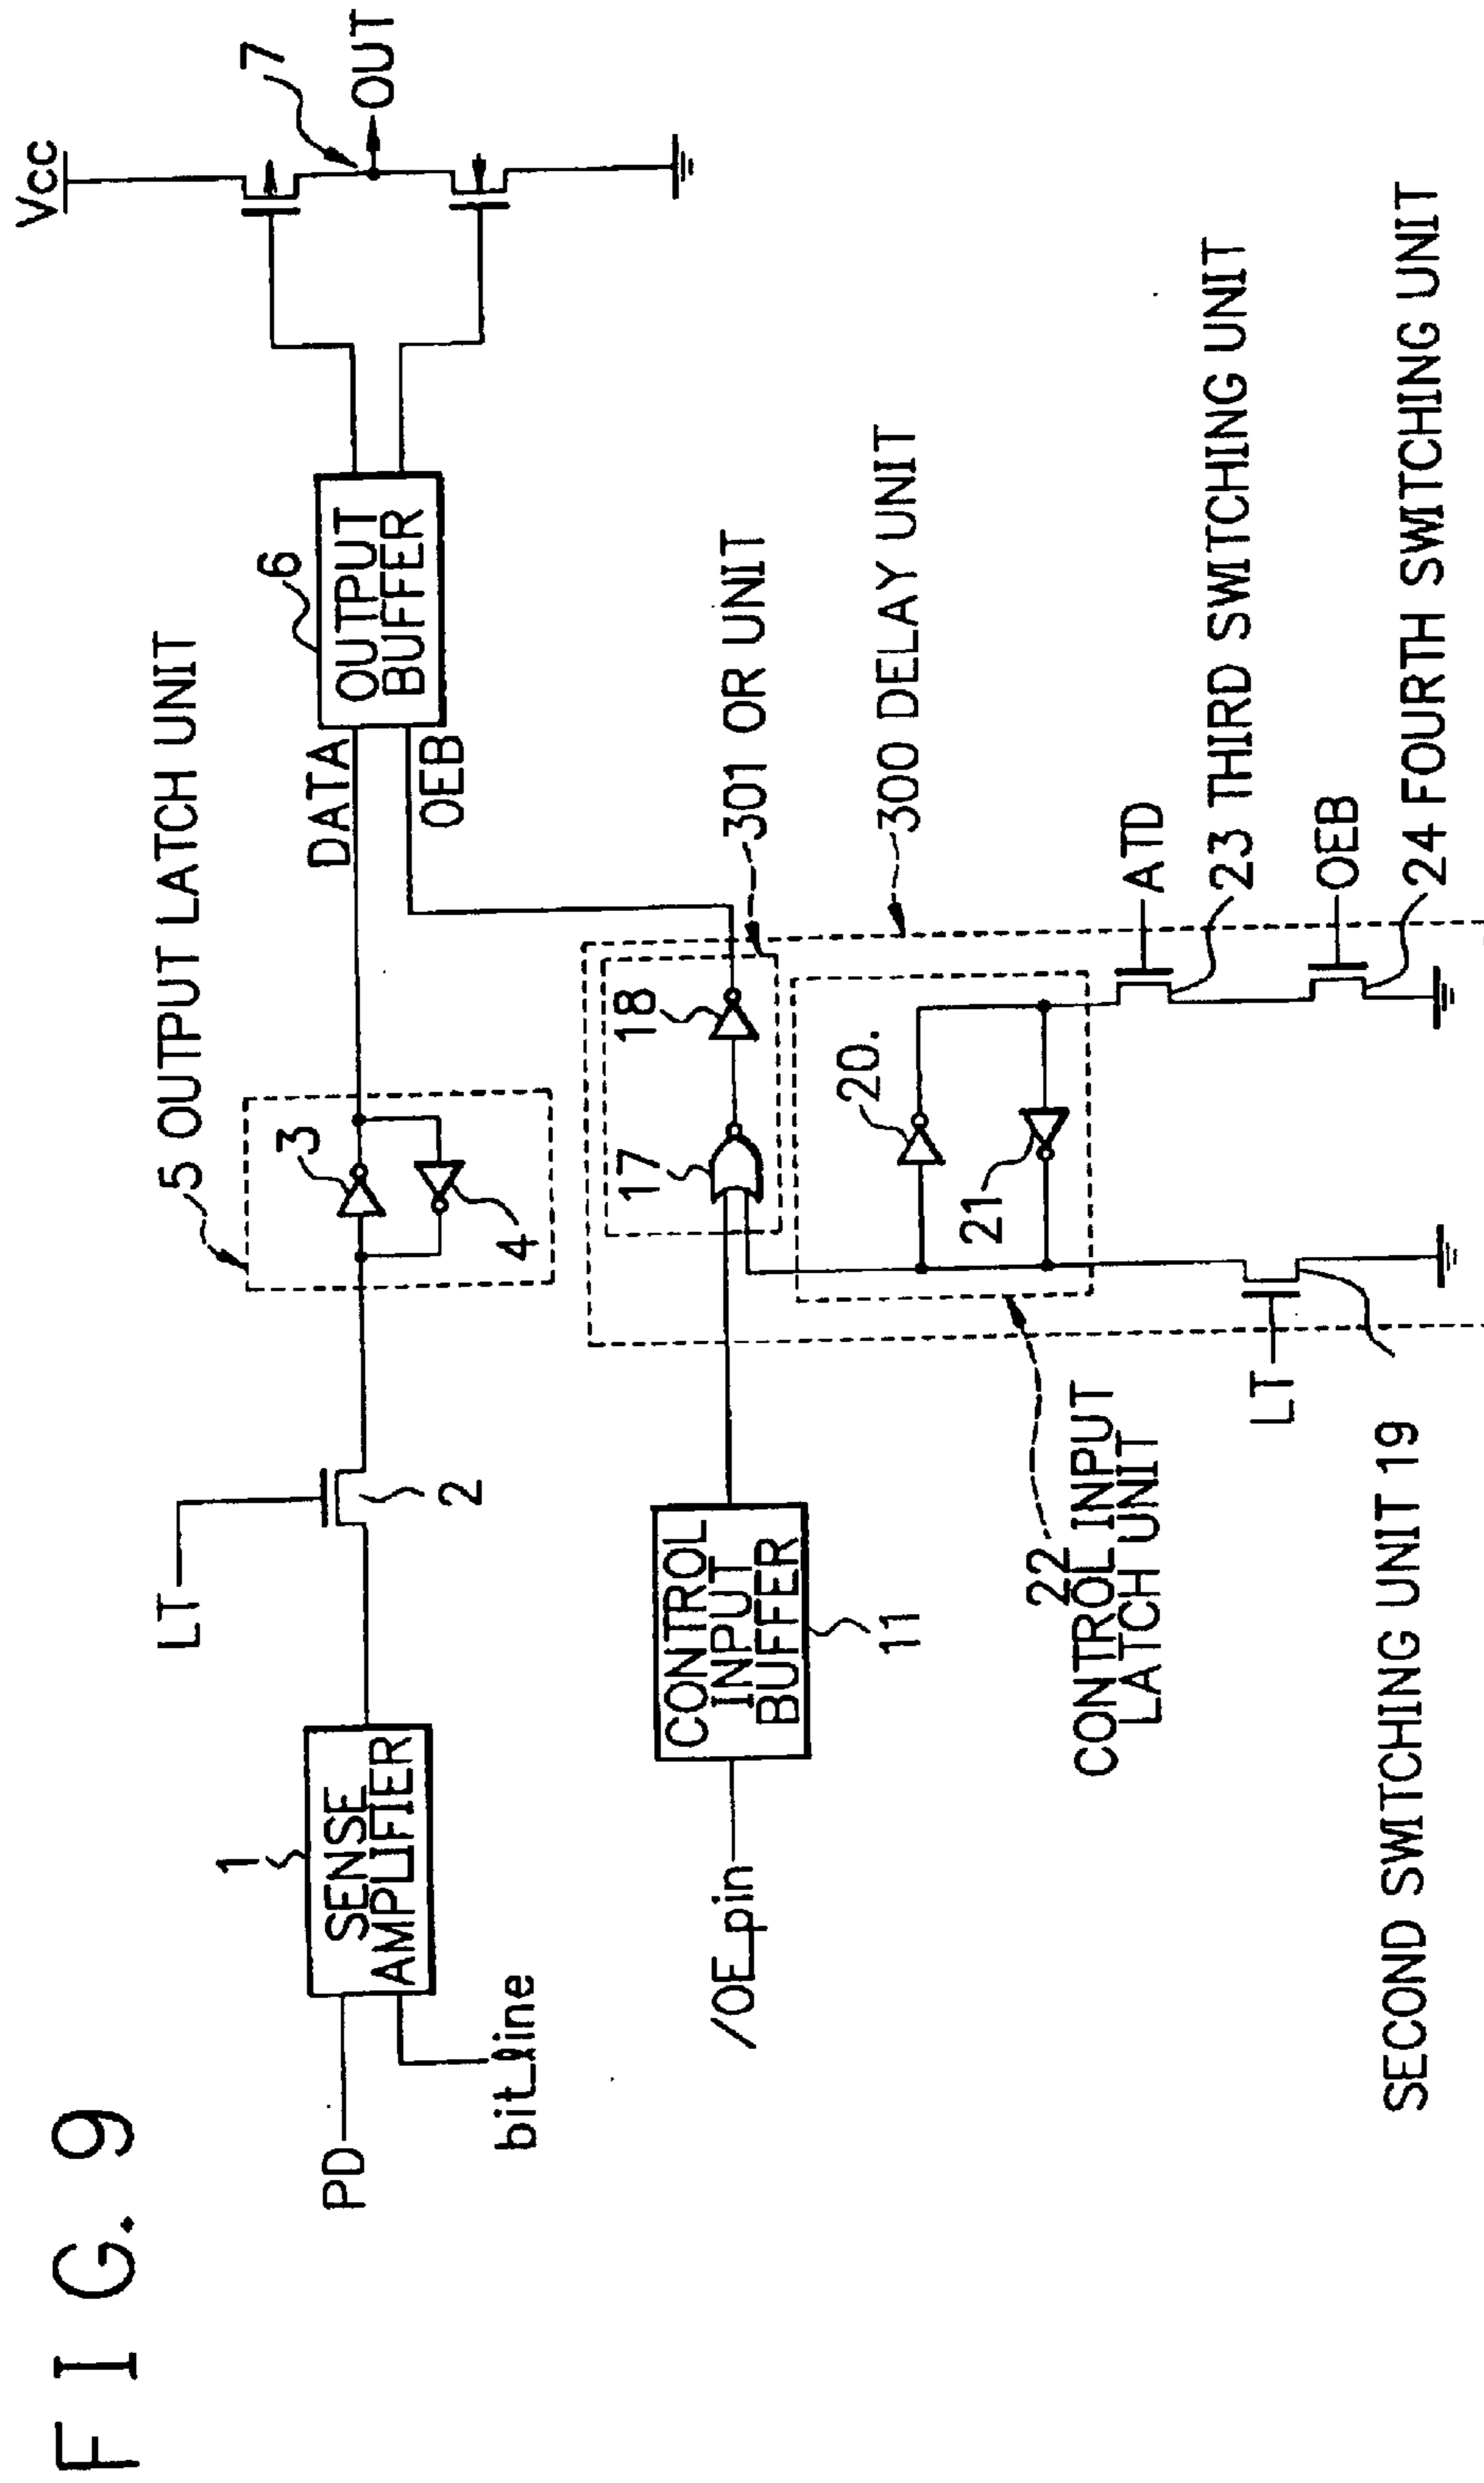 FIG. 9
PD
bit_line
1
SENSE
AMPLIFIER
LT
2
5 OUTPUT LATCH UNIT
3
4
DATA
OEB
6
OUTPUT
BUFFER
Vcc
7
OUT
/OE_pin
CONTROL
INPUT
BUFFER
11
17
18
301 OR UNIT
300 DELAY UNIT
20.
21
22
CONTROL INPUT
LATCH UNIT
ATD
23 THIRD SWITCHING UNIT
OEB
24 FOURTH SWITCHING UNIT
LT
SECOND SWITCHING UNIT 19